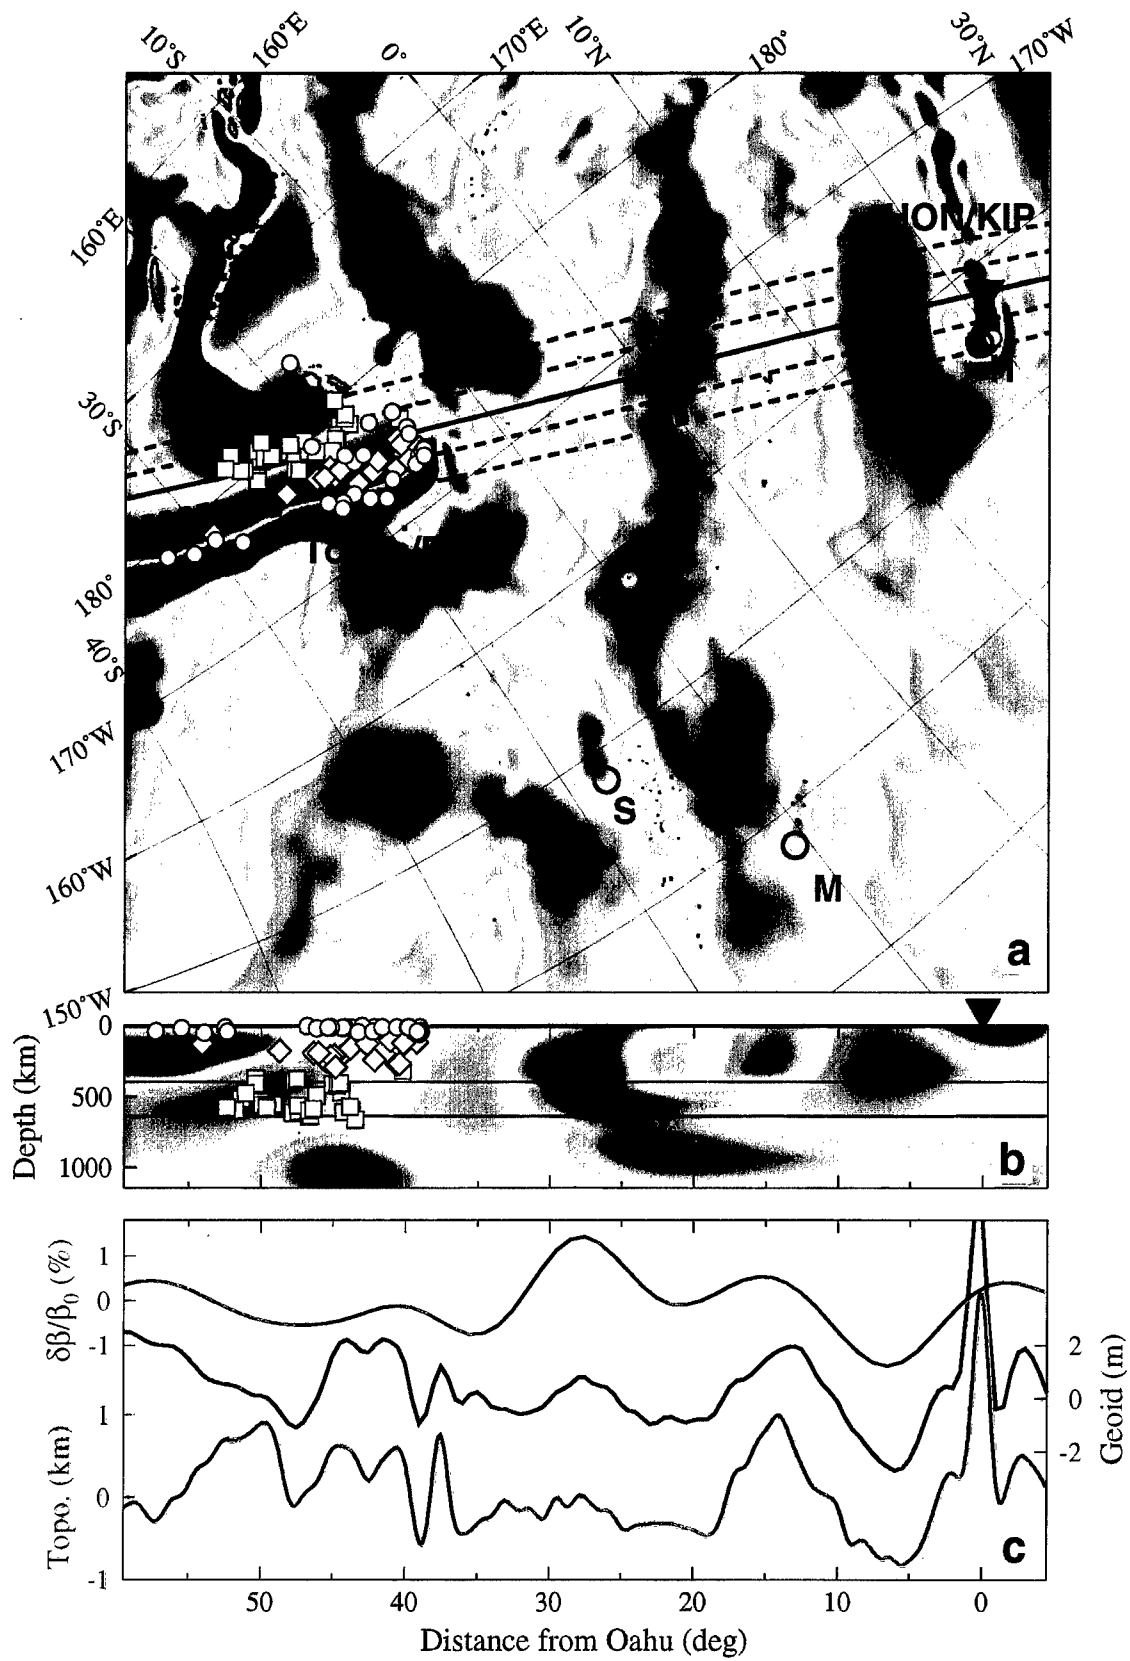 10°S 160°E 0° 170°E 10°N 180° 30°N 170°W
160°E
HON/KIP
30°S
180°
40°S
170°W
S
160°W
M
a
150°W
0
500
1000
Depth (km)
b
1
0
-1
δβ/β0 (%)
2
0
-2
Geoid (m)
1
0
-1
Topo. (km)
c
50 40 30 20 10 0
Distance from Oahu (deg)